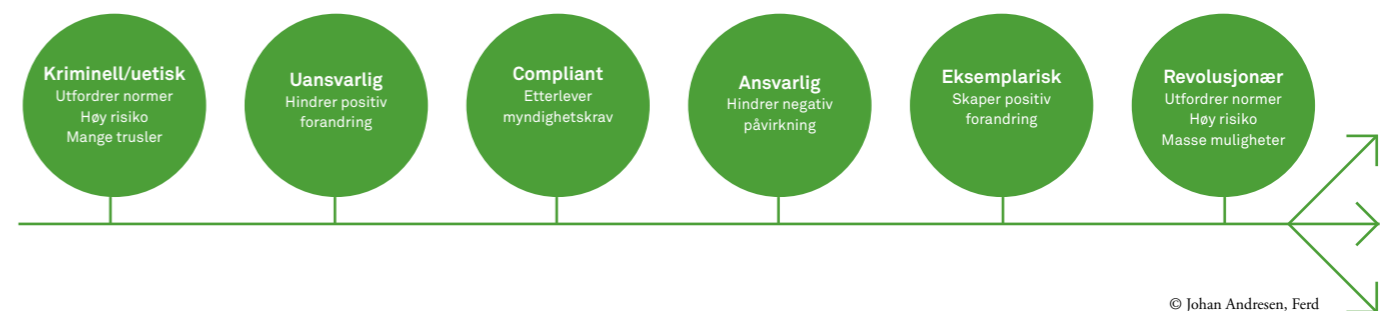 Kriminell/uetisk
Utfordrer normer
Høy risiko
Mange trusler
Uansvarlig
Hindrer positiv
forandring
Compliant
Etterlever
myndighetskrav
Ansvarlig
Hindrer negativ
påvirkning
Eksemplarisk
Skaper positiv
forandring
Revolusjonær
Utfordrer normer
Høy risiko
Masse muligheter
© Johan Andresen, Ferd